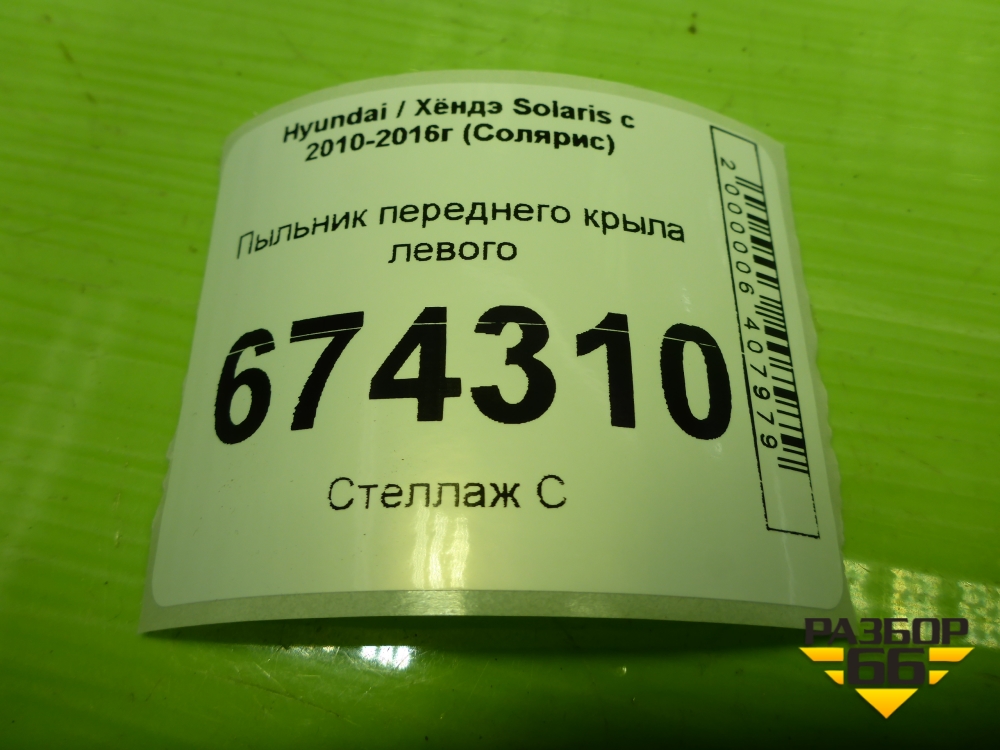 Hyundai / Хёндэ Solaris с
2010-2016г (Солярис)
Пыльник переднего крыла
левого
674310
Стеллаж С
2000006407979
РАЗБОР
66